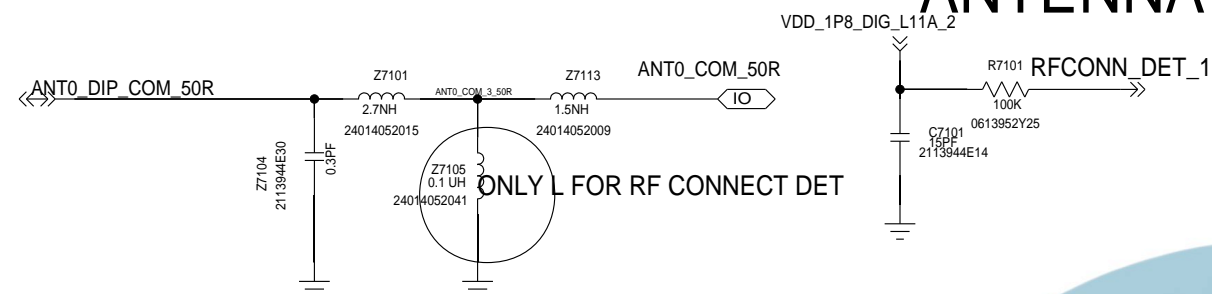 ANTENNA
VDD_1P8_DIG_L11A_2
ANT0_DIP_COM_50R
Z7101
2.7NH
24014052015
ANT0_COM_3_50R
Z7113
1.5NH
24014052009
ANT0_COM_50R
IO
R7101
100K
0613952Y25
RFCONN_DET_1
C7101
15PF
2113944E14
Z7104
2113944E30
0.3PF
Z7105
0.1 UH
24014052041
ONLY L FOR RF CONNECT DET